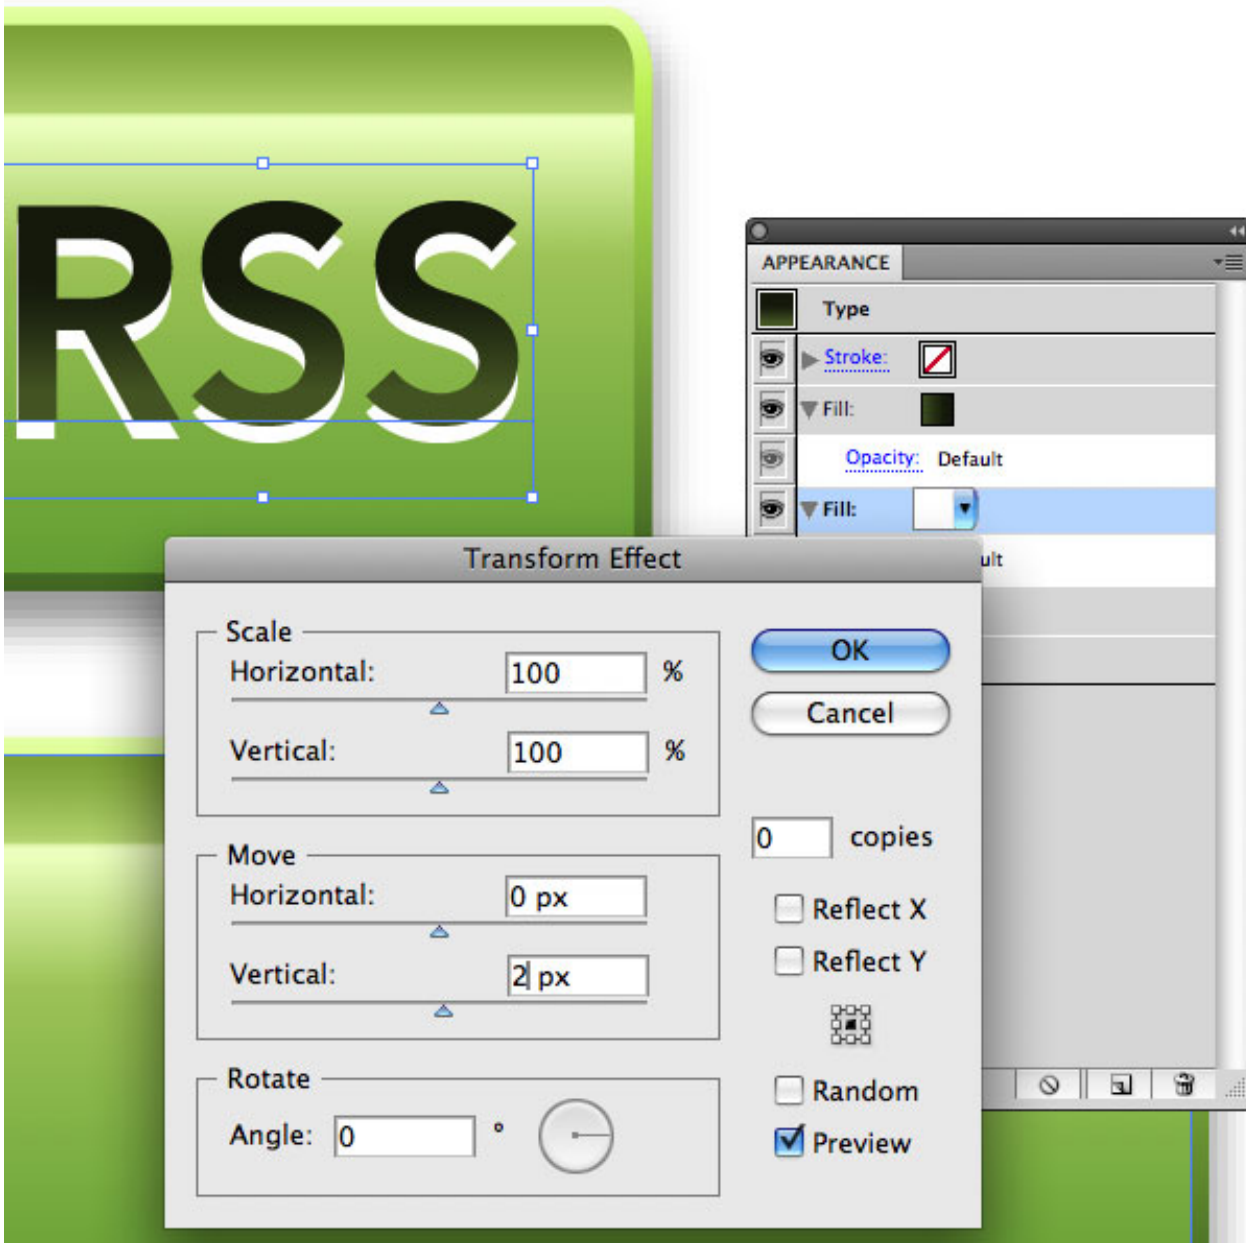 RSS
APPEARANCE
Type
Stroke:
Fill:
Opacity: Default
Fill:
ult
Transform Effect
Scale
Horizontal: 100 %
Vertical: 100 %
Move
Horizontal: 0 px
Vertical: 2 px
Rotate
Angle: 0 °
OK
Cancel
0 copies
Reflect X
Reflect Y
Random
Preview